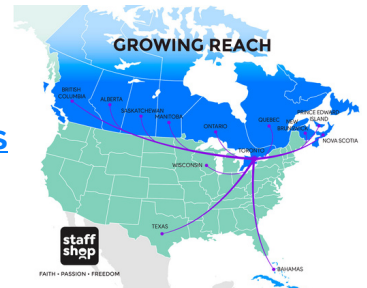 GROWING REACH
BRITISH
COLUMBIA
ALBERTA
SASKATCHEWAN
MANITOBA
ONTARIO
QUEBEC
PRINCE EDWARD
ISLAND
NEW
BRUNSWICK
NOVA SCOTIA
TORONTO
WISCONSIN
TEXAS
BAHAMAS
s
staff
shop
FAITH • PASSION • FREEDOM